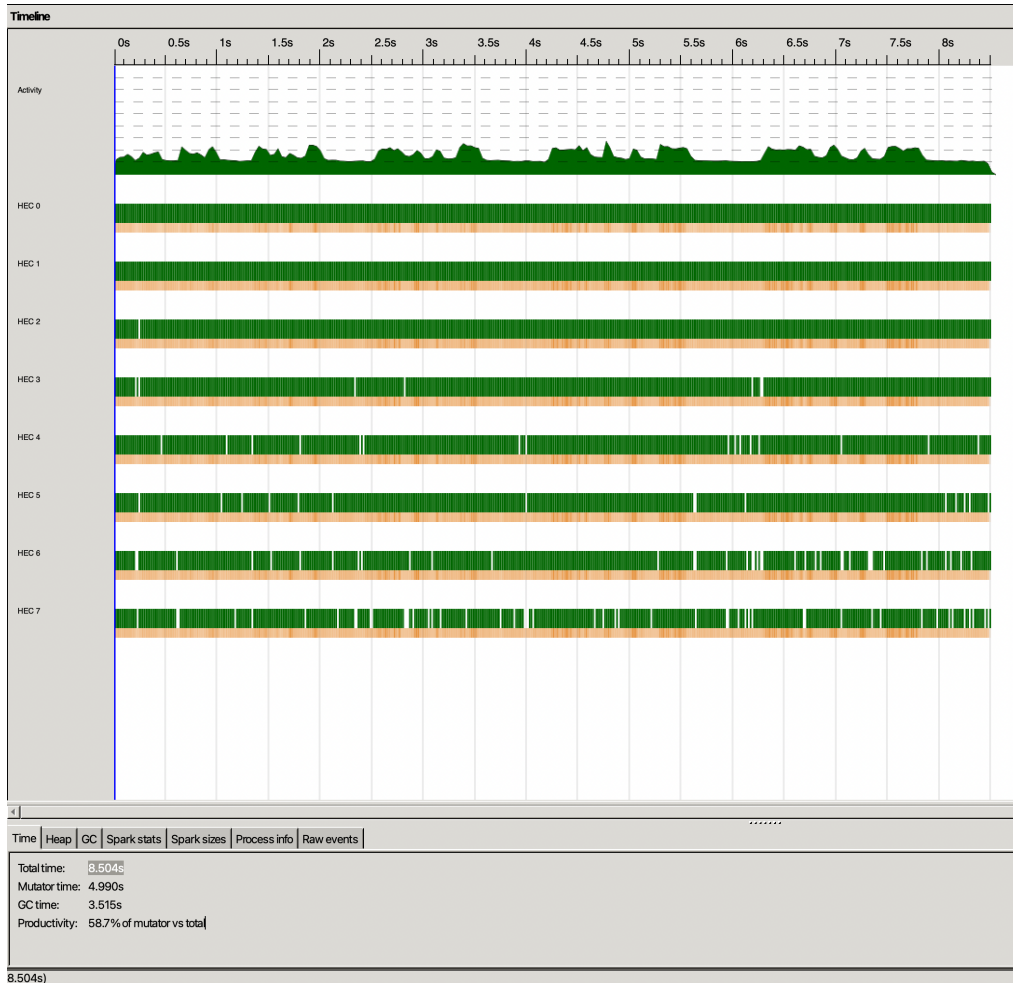 Timeline
0s 0.5s 1s 1.5s 2s 2.5s 3s 3.5s 4s 4.5s 5s 5.5s 6s 6.5s 7s 7.5s 8s
Activity
HEC 0
HEC 1
HEC 2
HEC 3
HEC 4
HEC 5
HEC 6
HEC 7
Time Heap GC Spark stats Spark sizes Process info Raw events
Total time: 8.504s
Mutator time: 4.990s
GC time: 3.515s
Productivity: 58.7% of mutator vs total
8.504s)